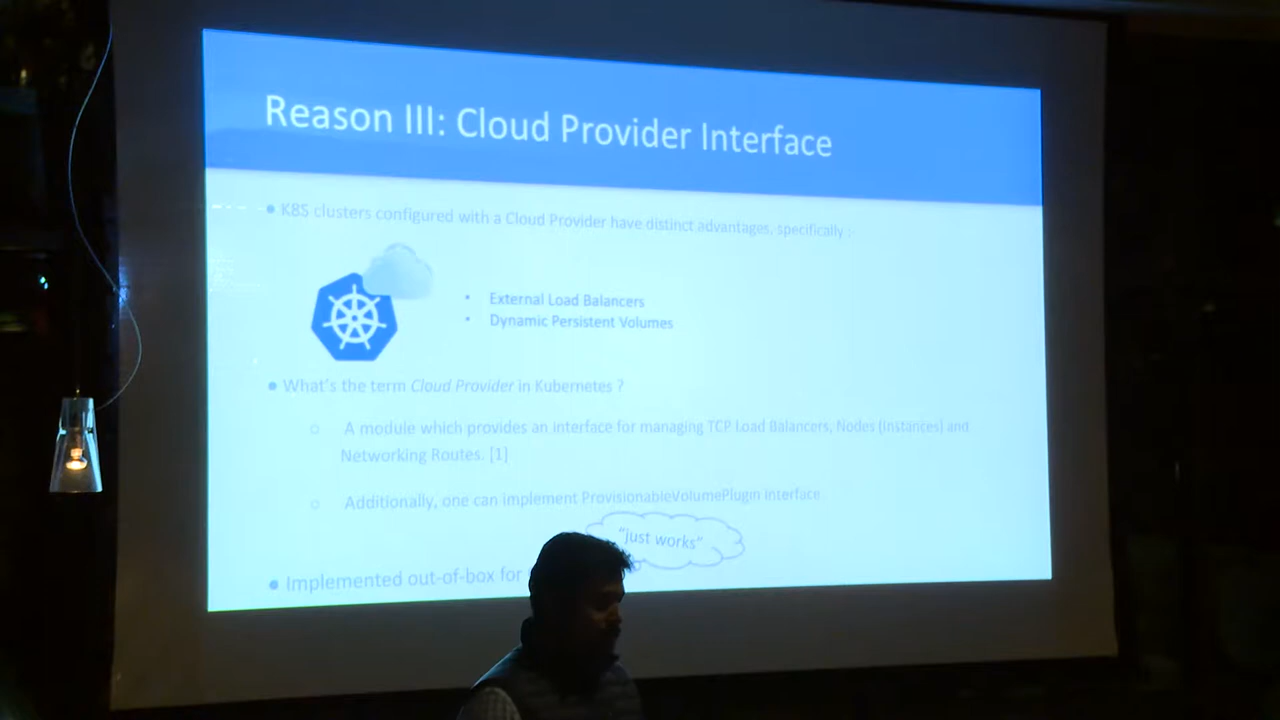 Reason III: Cloud Provider Interface
● K8S clusters configured with a Cloud Provider have distinct advantages, specifically :
• External Load Balancers
• Dynamic Persistent Volumes
● What's the term Cloud Provider in Kubernetes ?
○ A module which provides an interface for managing TCP Load Balancers, Nodes (Instances) and
Networking Routes. [1]
○ Additionally, one can implement ProvisionableVolumePlugin interface
"just works"
● Implemented out-of-box for